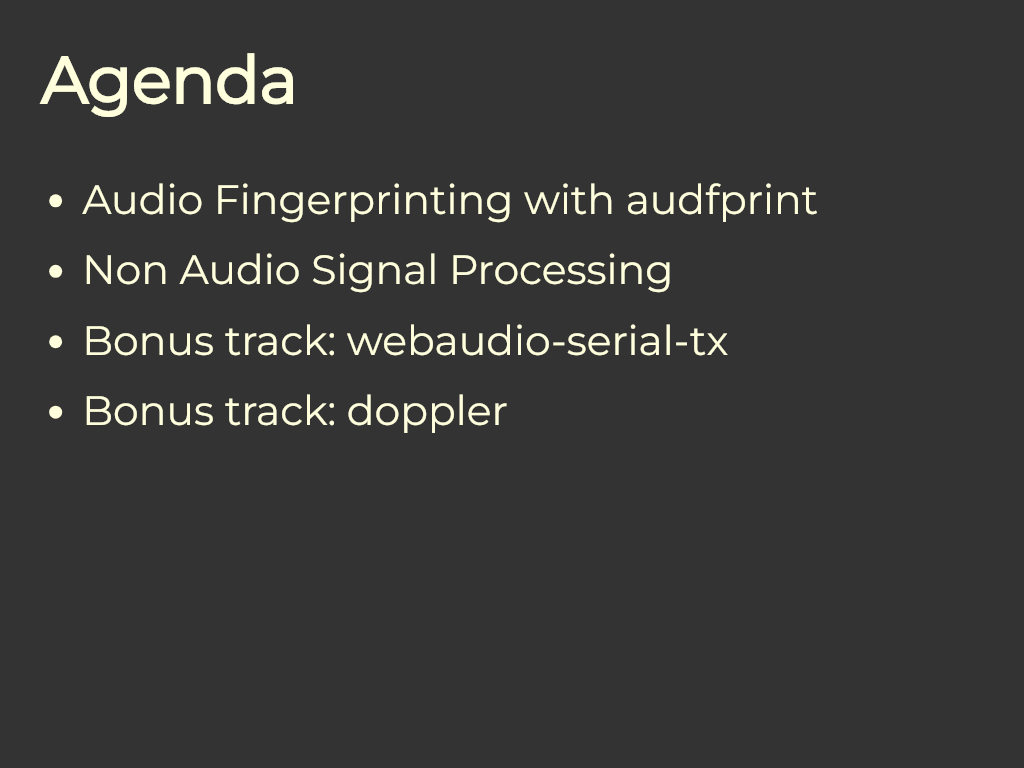 Agenda
• Audio Fingerprinting with audfprint
• Non Audio Signal Processing
• Bonus track: webaudio-serial-tx
• Bonus track: doppler